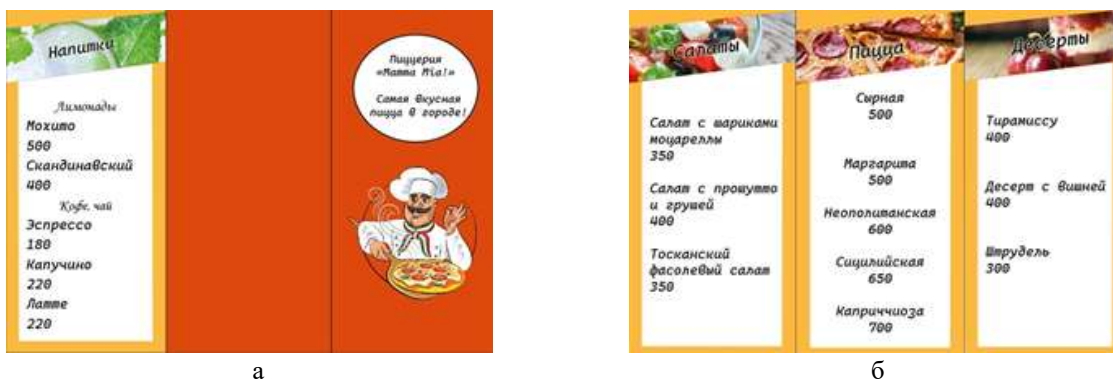 Напитки
Лимонады
Мохито
500
Скандинавский
400
Кофе, чай
Эспрессо
180
Капучино
220
Латте
220
Пиццерия
«Mamma Mia!»
Самая вкусная
пицца в городе!
а
Салаты
Салат с шариками
моцареллы
350
Салат с прошутто
и грушей
400
Тосканский
фасолевый салат
350
Пицца
Сырная
500
Маргарита
500
Неополитанская
600
Сицилийская
650
Каприччиоза
700
Десерты
Тирамиссу
400
Десерт с вишней
400
Штрудель
300
б